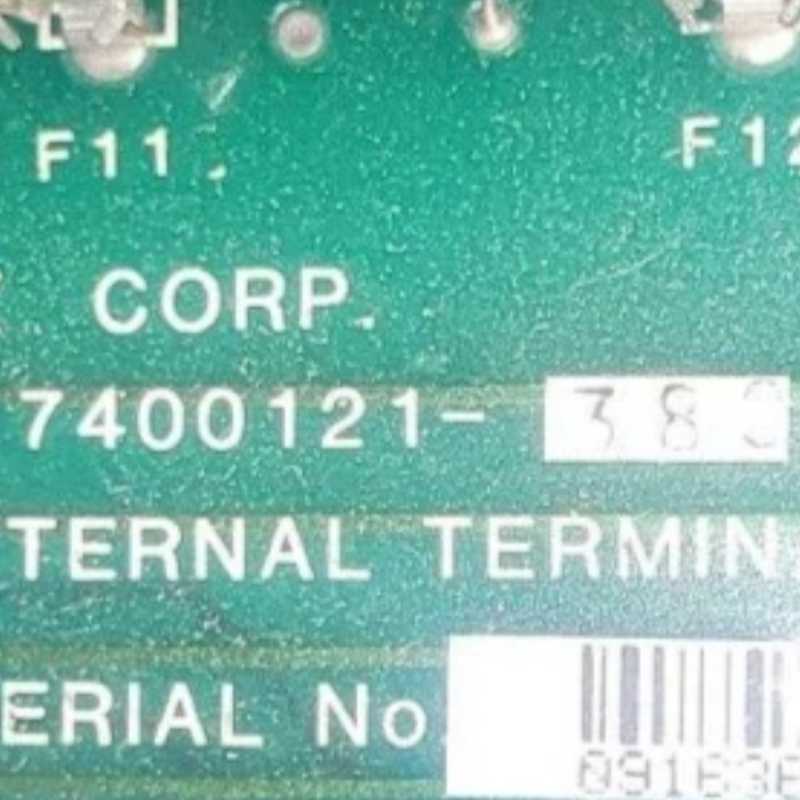 F11 F12
CORP.
7400121- 38
TERNAL TERMIN
ERIAL No